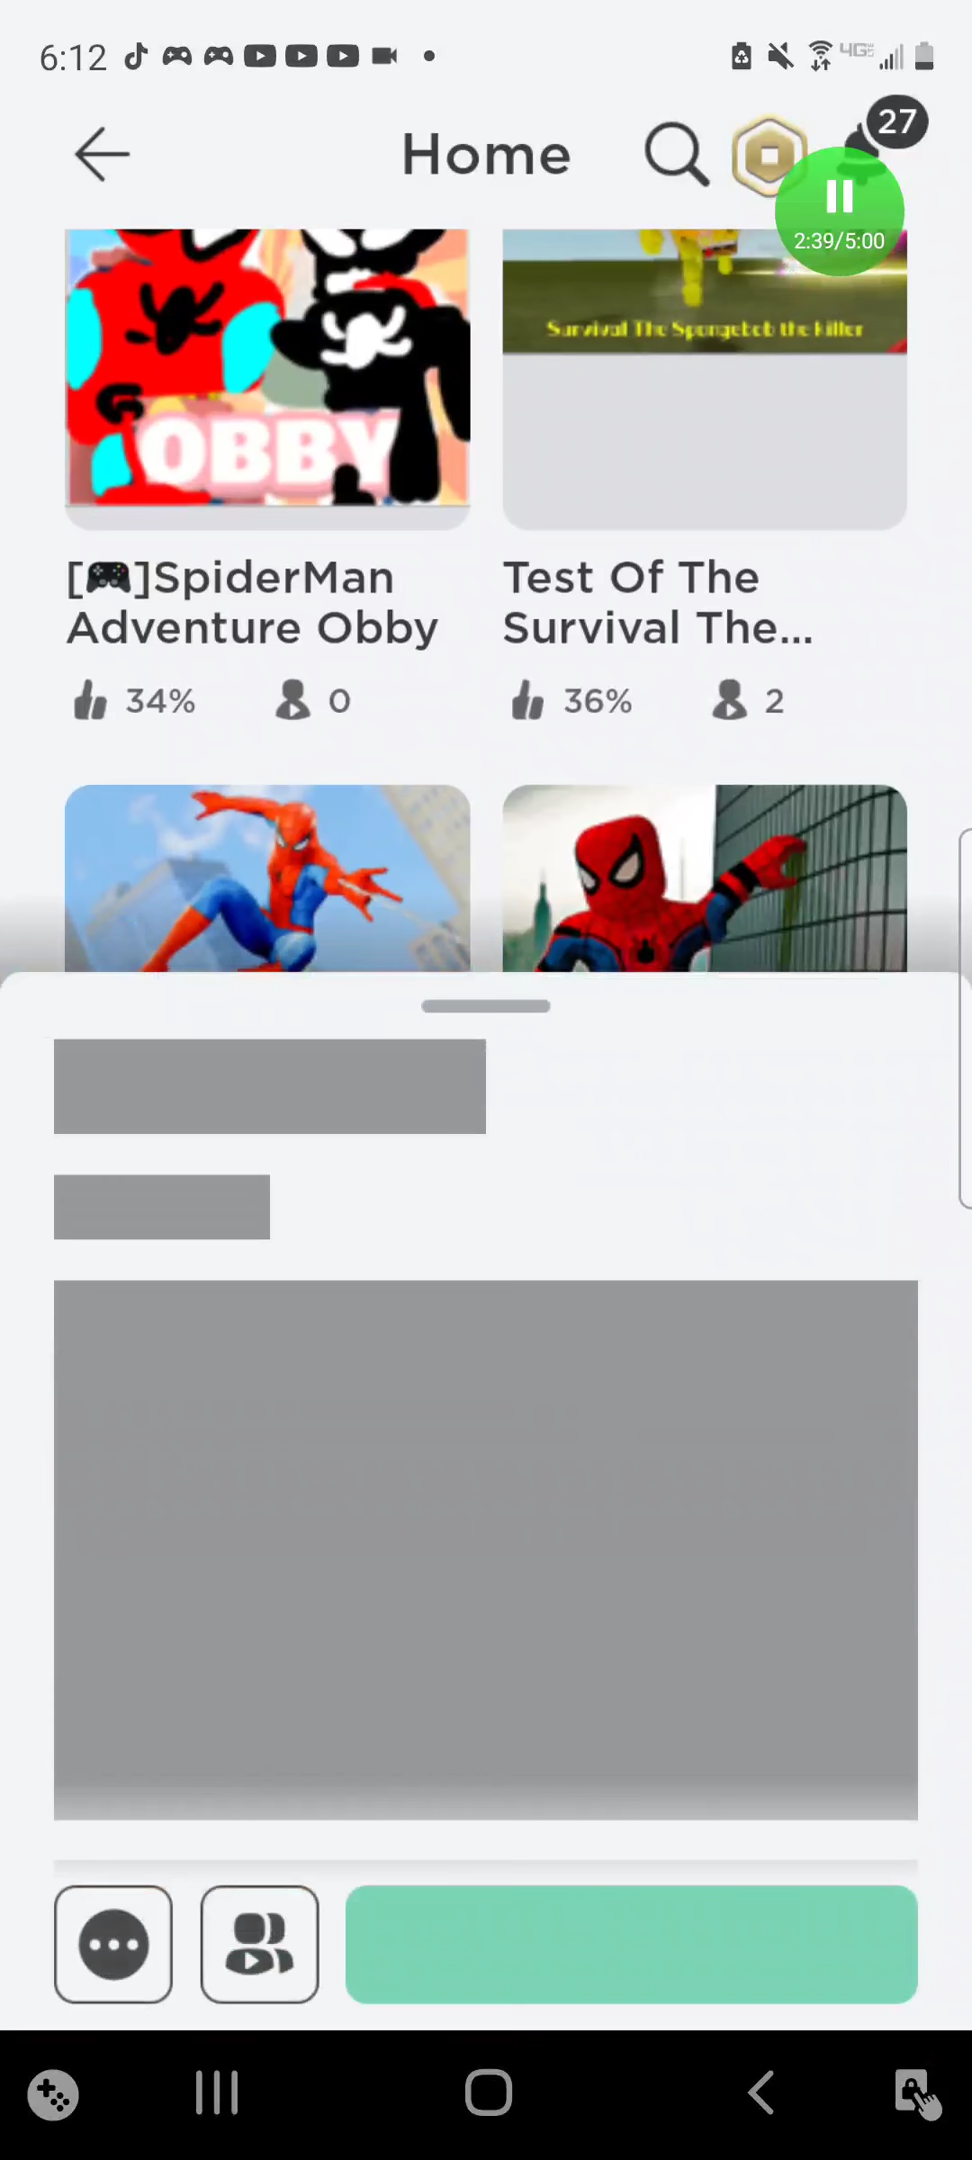 6:12
4G
Home
27
2:39/5:00
Survival The Spongebob the killer
OBBY
[🎮]SpiderMan
Adventure Obby
Test Of The
Survival The...
34%
0
36%
2